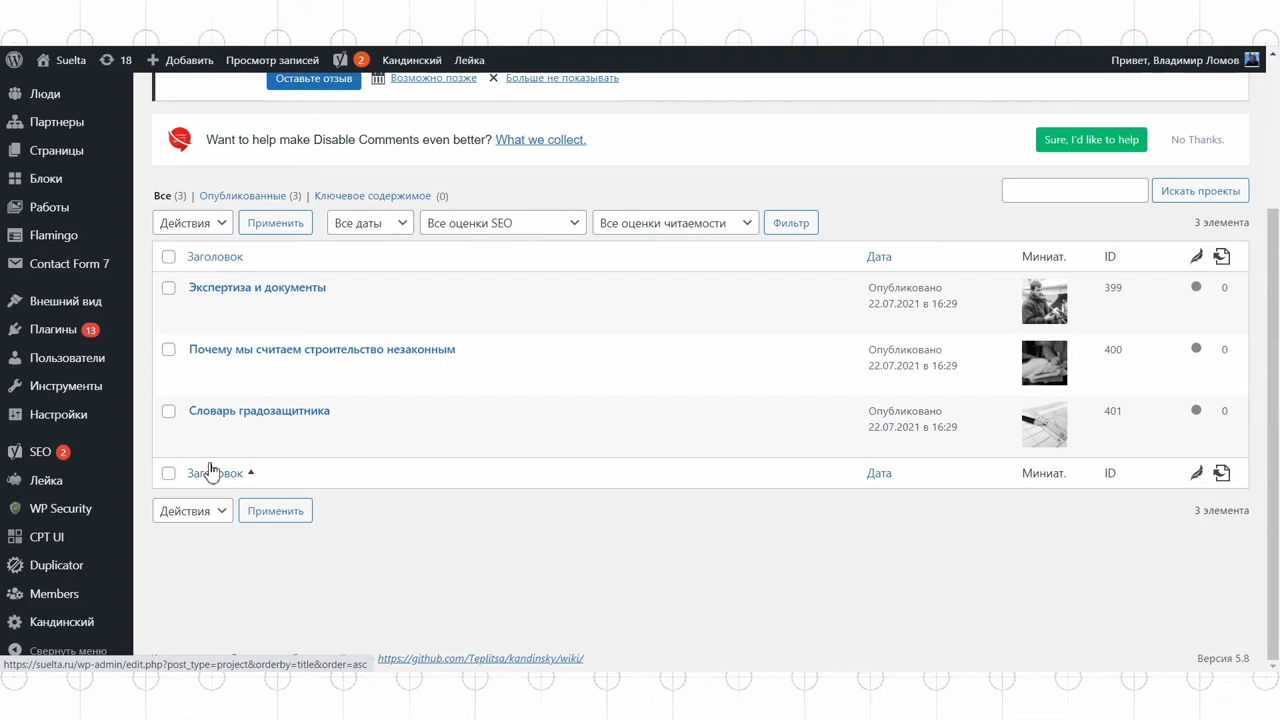 Suelta 18 Добавить Просмотр записей 2 Кандинский Лейка Привет, Владимир Ломов
Люди
Партнеры
Страницы
Блоки
Работы
Flamingo
Contact Form 7
Внешний вид
Плагины 13
Пользователи
Инструменты
Настройки
SEO 2
Лейка
WP Security
CPT UI
Duplicator
Members
Кандинский
Свернуть меню
Оставьте отзыв Возможно позже Больше не показывать
Want to help make Disable Comments even better? What we collect. Sure, I'd like to help No Thanks.
Все (3) | Опубликованные (3) | Ключевое содержимое (0)
Искать проекты
Действия Применить Все даты Все оценки SEO Все оценки читаемости Фильтр 3 элемента
Заголовок Дата Миниат. ID
Экспертиза и документы Опубликовано 399 0
22.07.2021 в 16:29
Почему мы считаем строительство незаконным Опубликовано 400 0
22.07.2021 в 16:29
Словарь градозащитника Опубликовано 401 0
22.07.2021 в 16:29
Заголовок Дата Миниат. ID
Действия Применить 3 элемента
https://github.com/Teplitsa/kandinsky/wiki/ Версия 5.8
https://suelta.ru/wp-admin/edit.php?post_type=project&orderby=title&order=asc